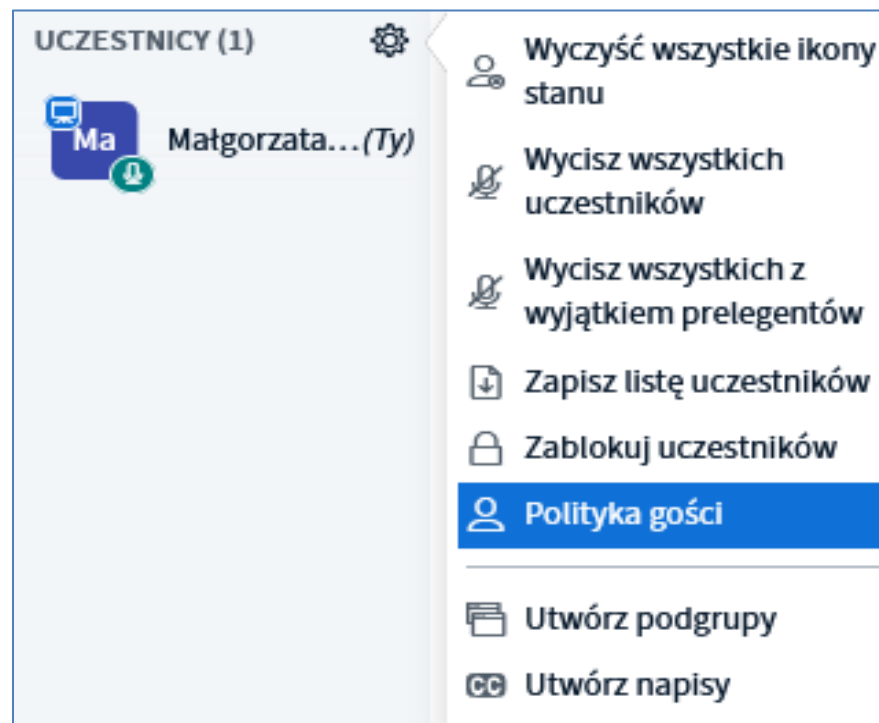 UCZESTNICY (1)
Ma
Małgorzata...(Ty)
Wyczyść wszystkie ikony
stanu
Wycisz wszystkich
uczestników
Wycisz wszystkich z
wyjątkiem prelegentów
Zapisz listę uczestników
Zablokuj uczestników
Polityka gości
Utwórz podgrupy
CC Utwórz napisy